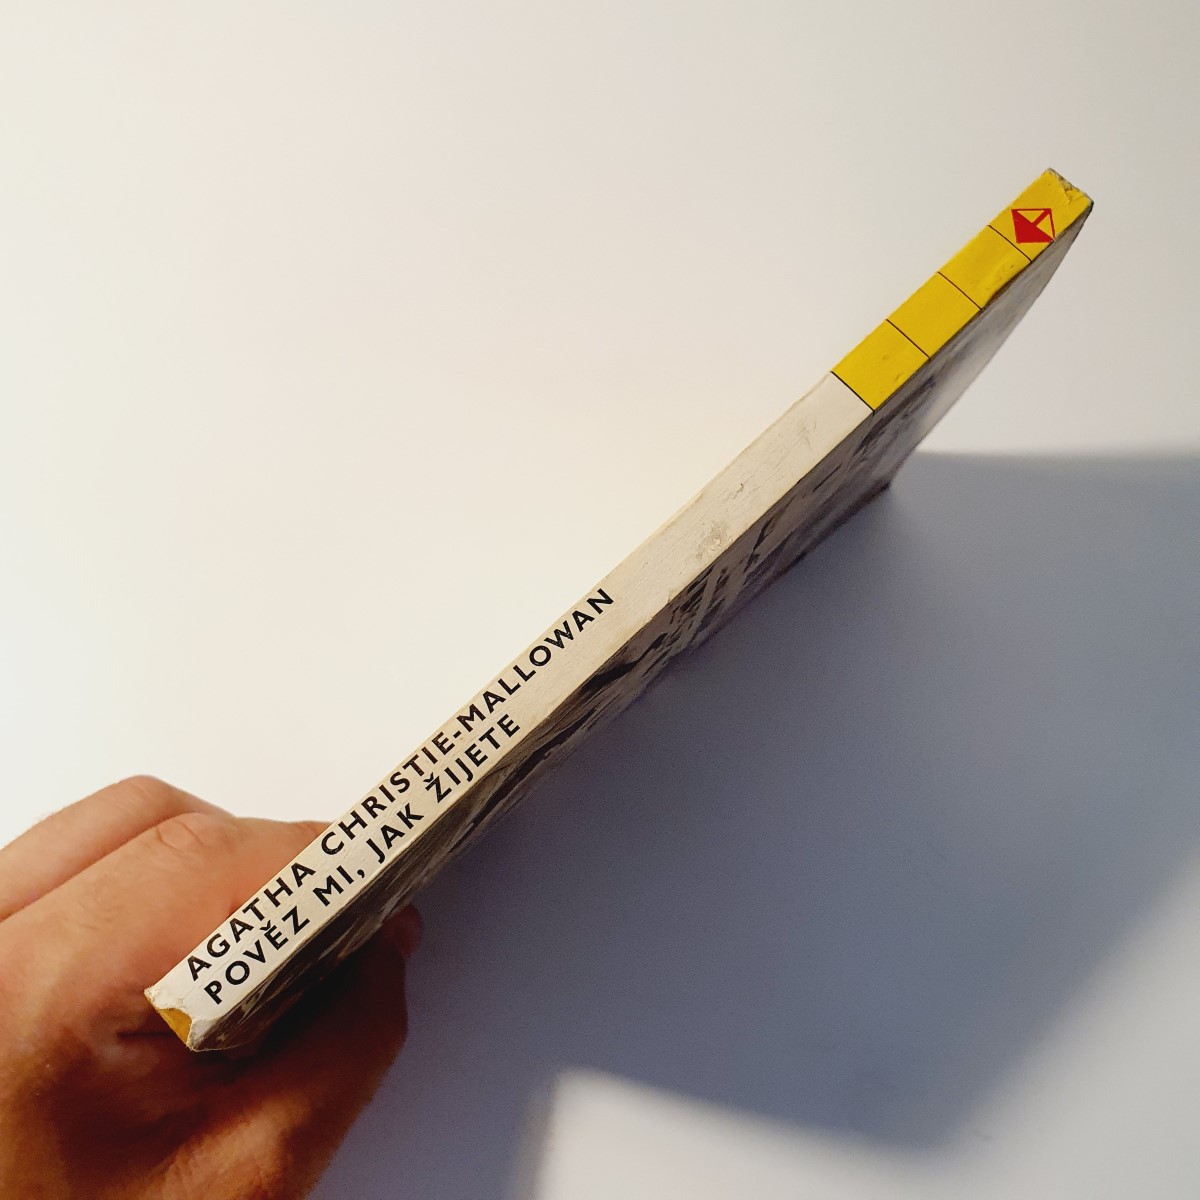 AGATHA CHRISTIE-MALLOWAN
POVĚZ MI, JAK ŽIJETE